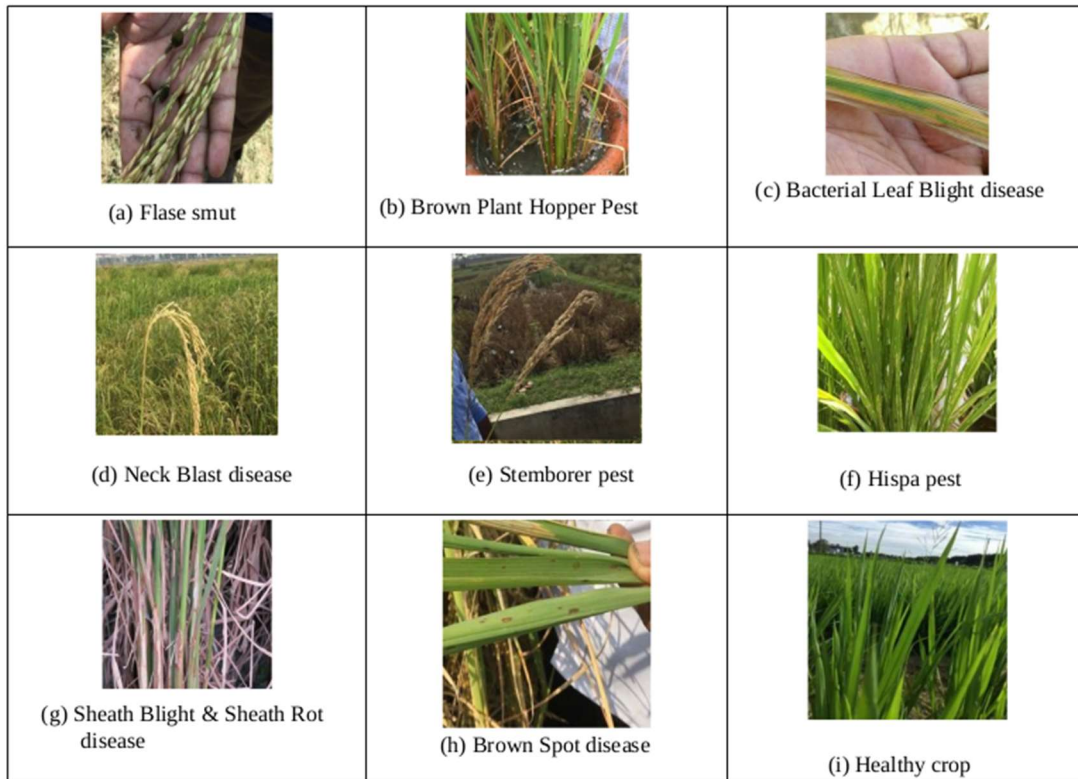 (a) Flase smut
(b) Brown Plant Hopper Pest
(c) Bacterial Leaf Blight disease
(d) Neck Blast disease
(e) Stemborer pest
(f) Hispa pest
(g) Sheath Blight & Sheath Rot
disease
(h) Brown Spot disease
(i) Healthy crop